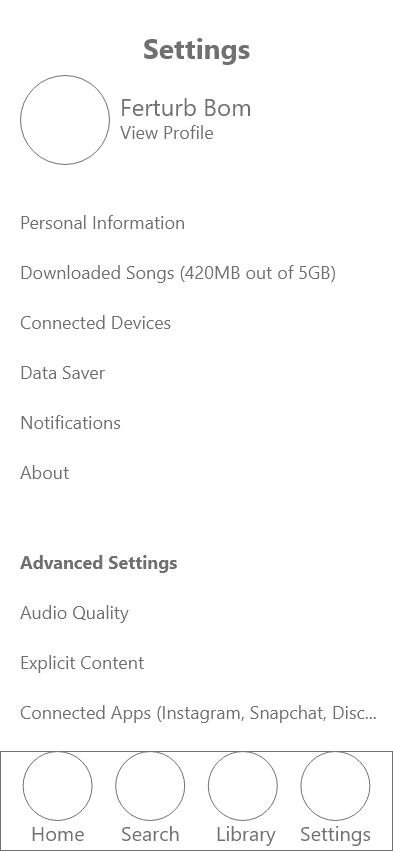 Settings
Ferturb Bom
View Profile
Personal Information
Downloaded Songs (420MB out of 5GB)
Connected Devices
Data Saver
Notifications
About
Advanced Settings
Audio Quality
Explicit Content
Connected Apps (Instagram, Snapchat, Disc...
Home Search Library Settings